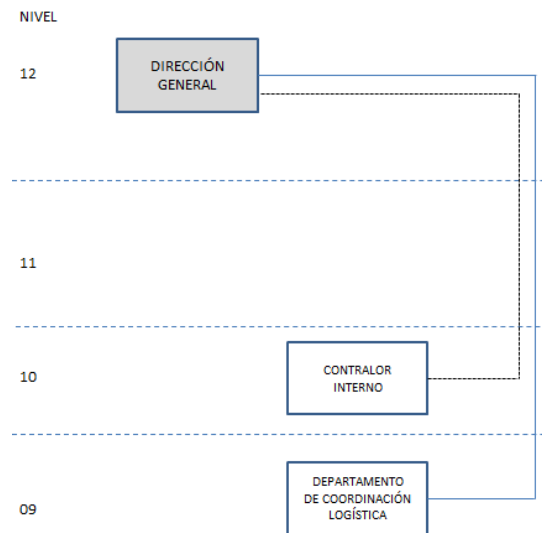 NIVEL
12
DIRECCIÓN
GENERAL
11
10
CONTRALOR
INTERNO
DEPARTAMENTO
DE COORDINACIÓN
LOGÍSTICA
09